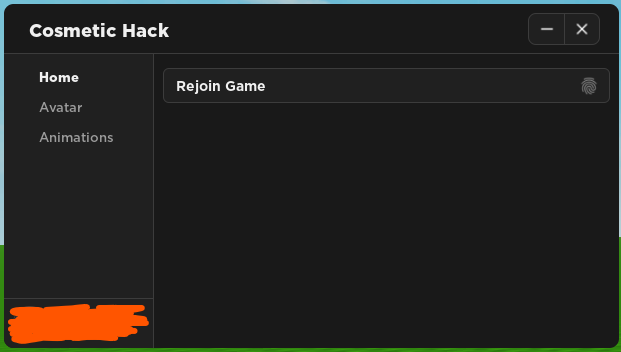 Cosmetic Hack
Home
Avatar
Animations
Rejoin Game